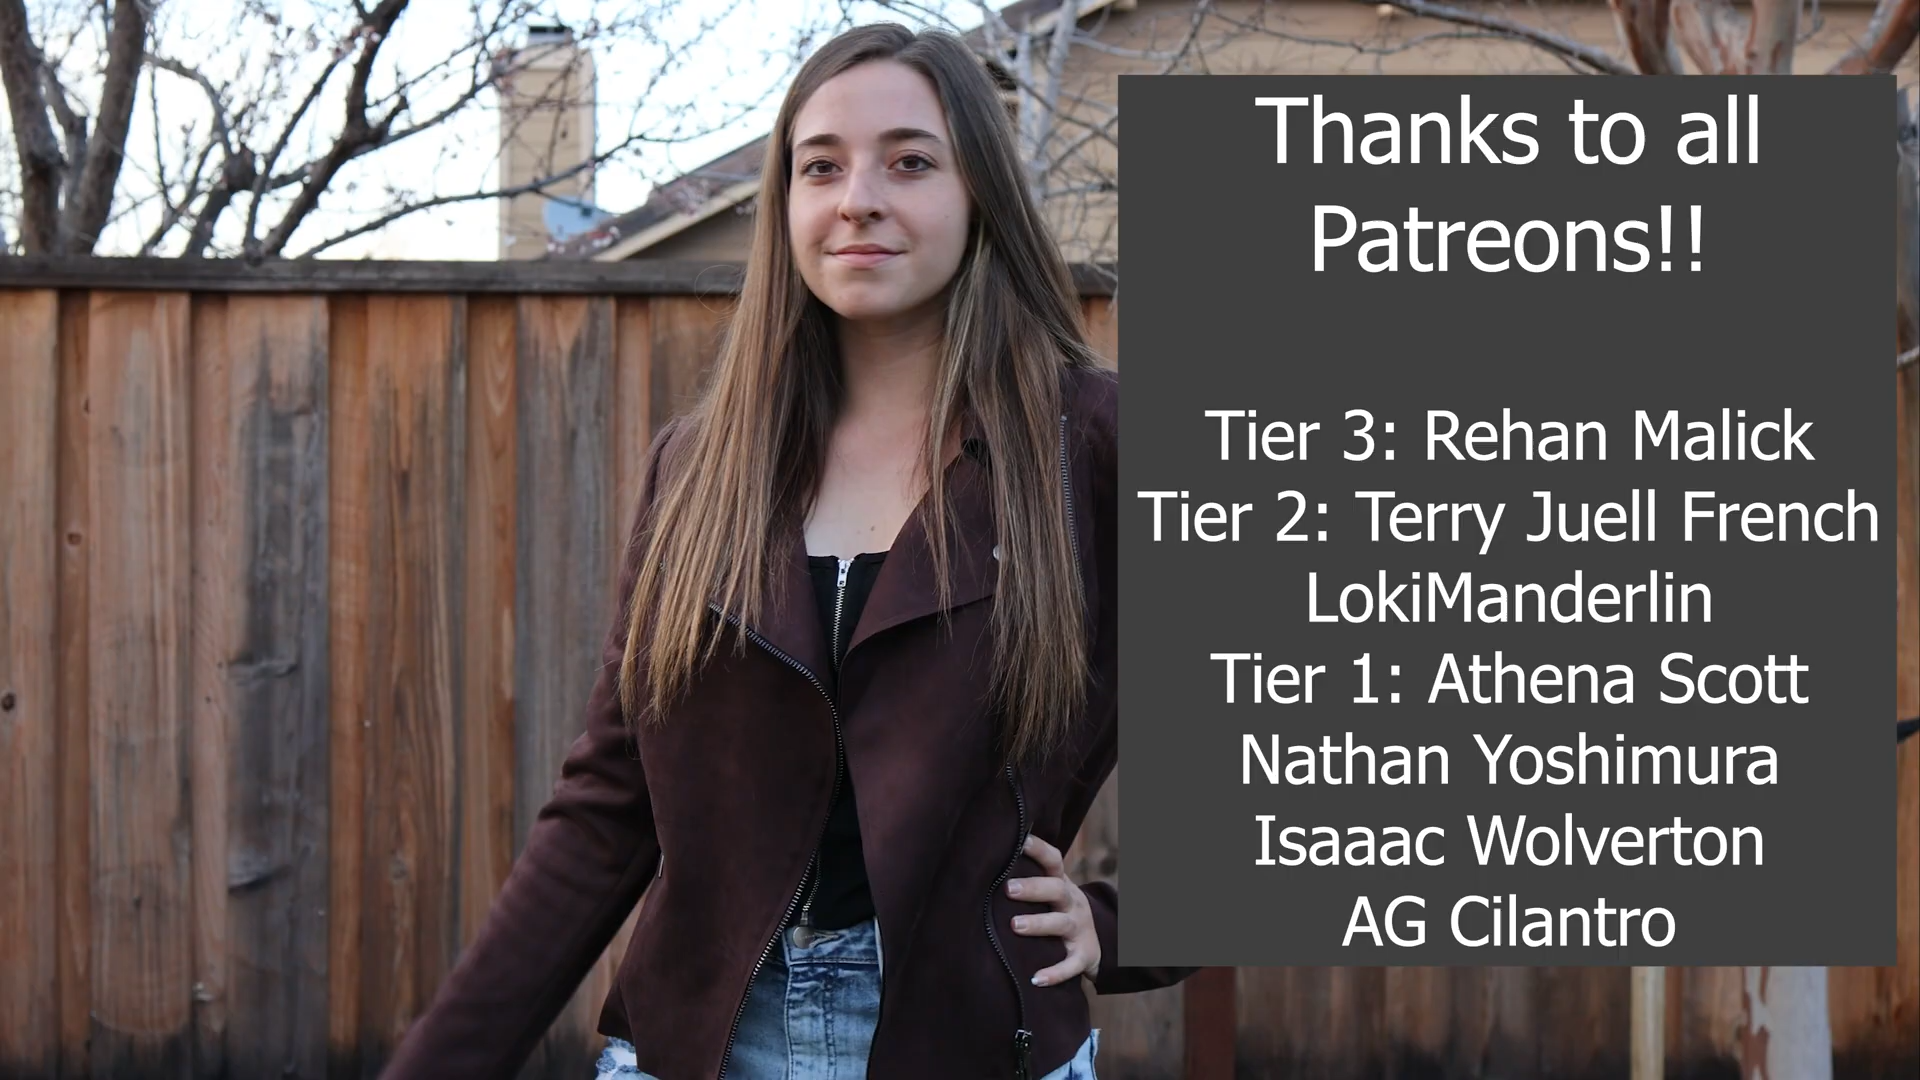 Thanks to all
Patreons!!
Tier 3: Rehan Malick
Tier 2: Terry Juell French
LokiManderlin
Tier 1: Athena Scott
Nathan Yoshimura
Isaaac Wolverton
AG Cilantro